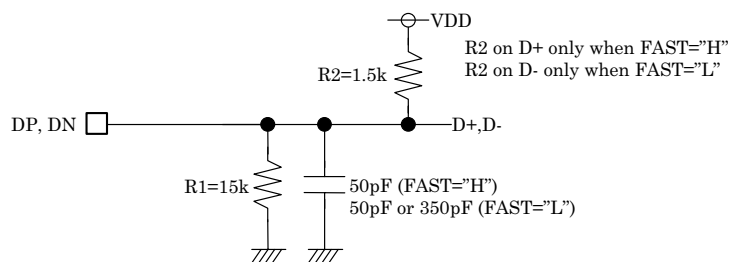 VDD
R2 on D+ only when FAST="H"
R2 on D- only when FAST="L"
R2=1.5k
DP, DN
D+,D-
R1=15k
50pF (FAST="H")
50pF or 350pF (FAST="L")